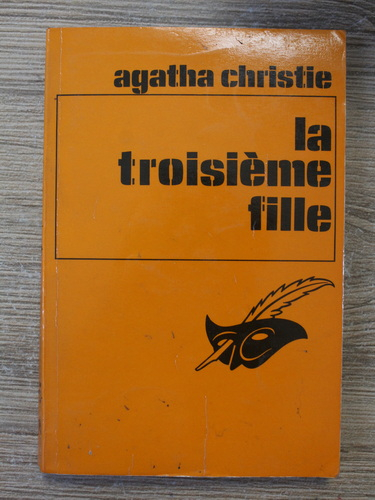 agatha christie
la
troisième
fille